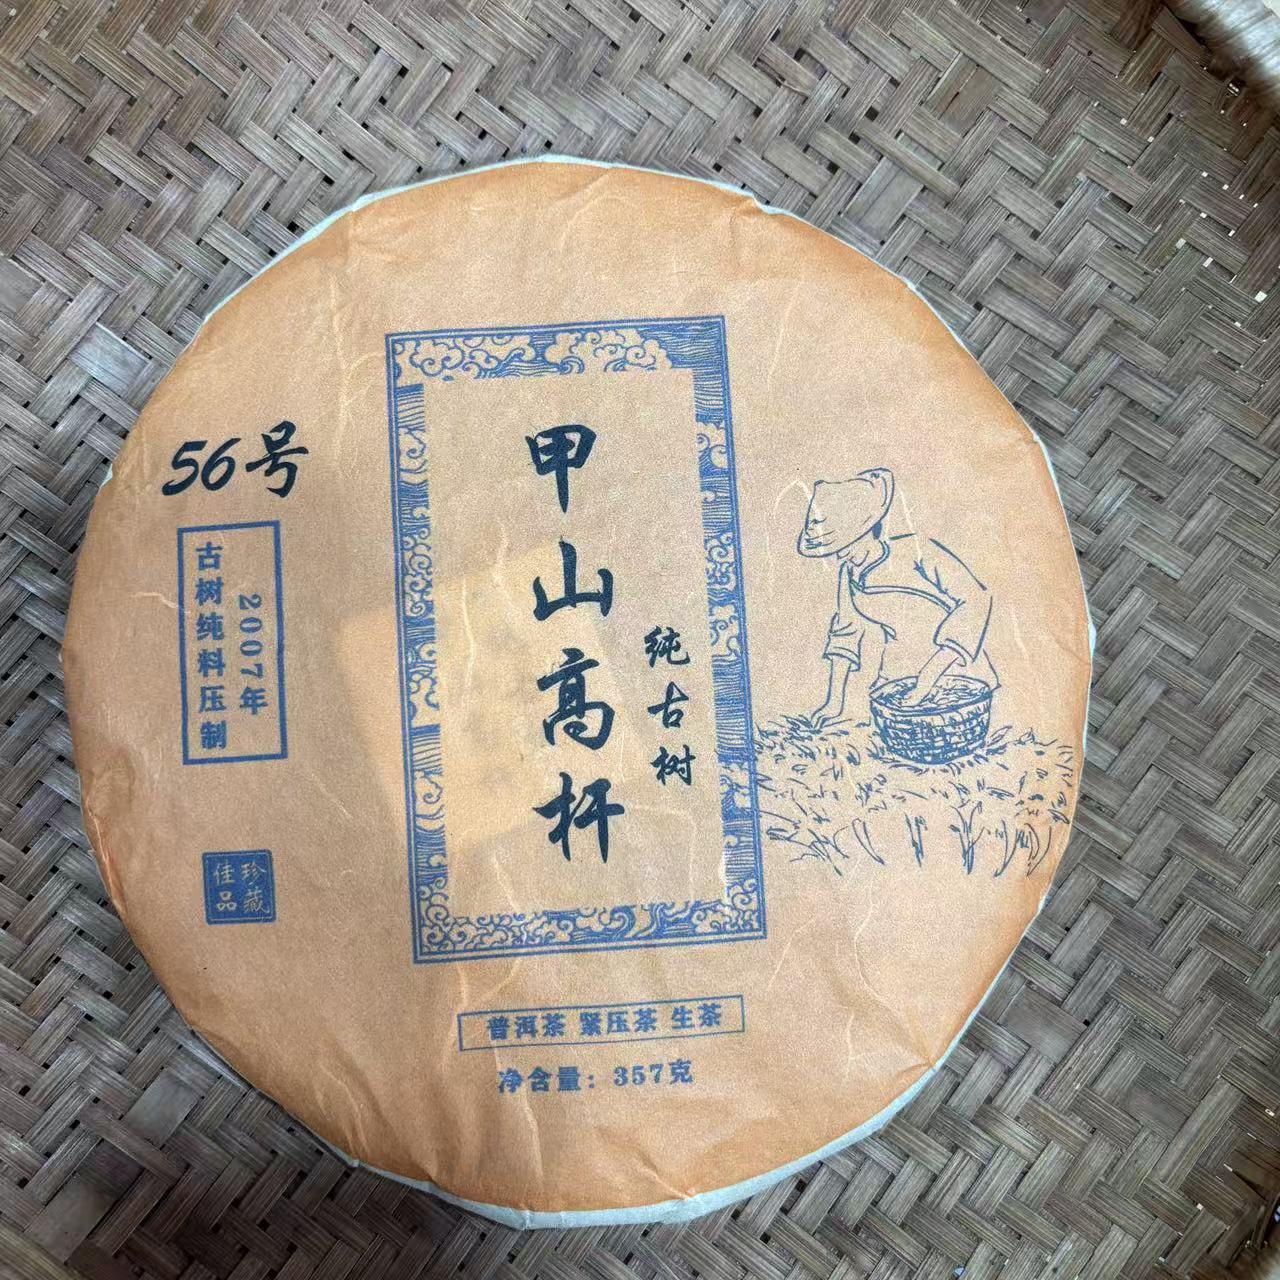 56号
2007年
古树纯料压制
珍藏
佳品
甲山高杆
纯古树
普洱茶 紧压茶 生茶
净含量：357克